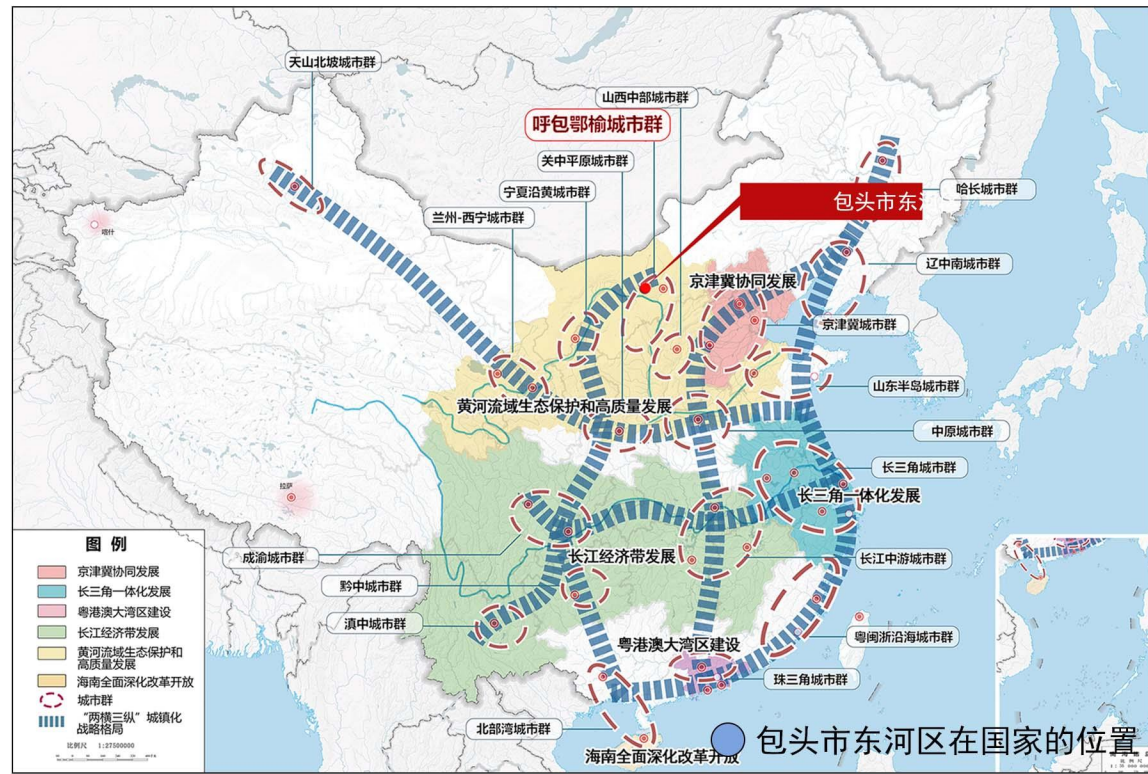 天山北坡城市群
山西中部城市群
呼包鄂榆城市群
关中平原城市群
宁夏沿黄城市群
兰州-西宁城市群
包头市东河
哈长城市群
喀什
辽中南城市群
京津冀协同发展
京津冀城市群
山东半岛城市群
黄河流域生态保护和高质量发展
中原城市群
长三角城市群
拉萨
长三角一体化发展
成渝城市群
长江经济带发展
长江中游城市群
黔中城市群
滇中城市群
粤闽浙沿海城市群
粤港澳大湾区建设
珠三角城市群
北部湾城市群
海南全面深化改革开放
图 例
京津冀协同发展
长三角一体化发展
粤港澳大湾区建设
长江经济带发展
黄河流域生态保护和
高质量发展
海南全面深化改革开放
城市群
“两横三纵”城镇化
战略格局
比例尺 1:27500000
包头市东河区在国家的位置